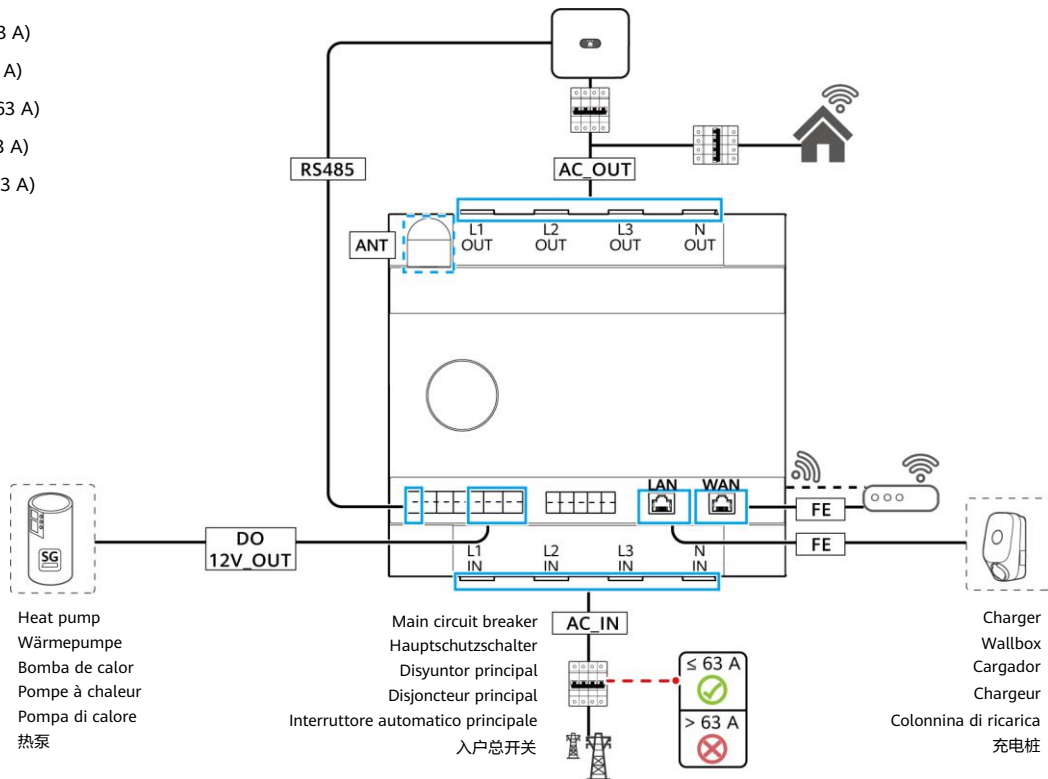 3 A)
A)
63 A)
3 A)
3 A)
RS485
AC_OUT
ANT
L1 OUT
L2 OUT
L3 OUT
N OUT
LAN
WAN
FE
FE
DO
12V_OUT
SG
L1 IN
L2 IN
L3 IN
N IN
AC_IN
≤ 63 A
> 63 A
Heat pump
Wärmepumpe
Bomba de calor
Pompe à chaleur
Pompa di calore
热泵
Main circuit breaker
Hauptschutzschalter
Disyuntor principal
Disjoncteur principal
Interruttore automatico principale
入户总开关
Charger
Wallbox
Cargador
Chargeur
Colonnina di ricarica
充电桩